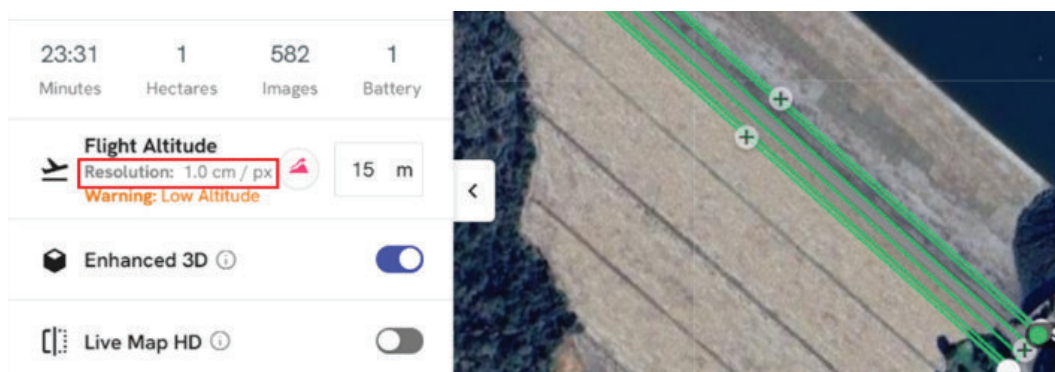 23:31 1 582 1
Minutes Hectares Images Battery
Flight Altitude
Resolution: 1.0 cm / px
15 m
Warning: Low Altitude
Enhanced 3D
Live Map HD